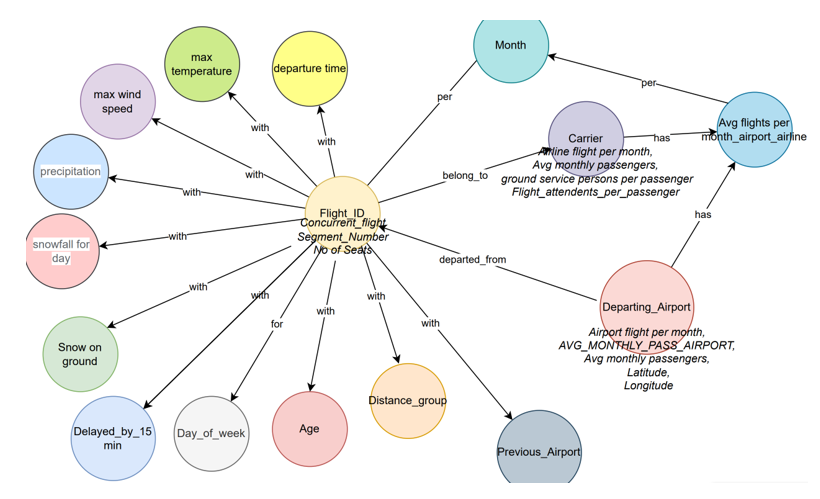 Month
max
temperature
departure time
max wind
speed
per
per
Avg flights per
month_airport_airline
with
with
Carrier
has
Airline flight per month,
Avg monthly passengers,
ground service persons per passenger
Flight_attendents_per_passenger
precipitation
with
with
belong_to
Flight_ID
Concurrent_flight,
Segment_Number
No of Seats
has
snowfall for
day
with
departed_from
with
with
with
with
with
for
Departing_Airport
Airport flight per month,
AVG_MONTHLY_PASS_AIRPORT,
Avg monthly passengers,
Latitude,
Longitude
Snow on
ground
Distance_group
Delayed_by_15
min
Day_of_week
Age
Previous_Airport